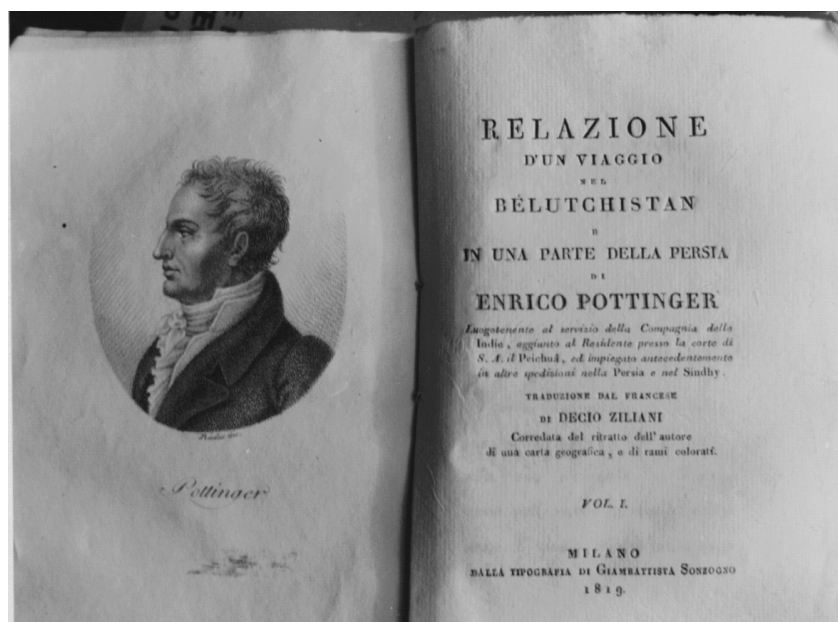 Pottinger
RELAZIONE
D'UN VIAGGIO
NEL
BÉLUTCHISTAN
E
IN UNA PARTE DELLA PERSIA
DI
ENRICO POTTINGER
Luogotenente al servizio della Compagnia delle
Indie, aggiunto al Residente presso la corte di
S. A. il Peichuâ, ed impiegato antecedentemente
in altre spedizioni nella Persia e nel Sindhy.
TRADUZIONE DAL FRANCESE
DI DECIO ZILIANI
Corredata del ritratto dell'autore
di una carta geografica, e di rami colorati.
VOL. I.
MILANO
DALLA TIPOGRAFIA DI GIAMBATTISTA SONZOGNO
1819.